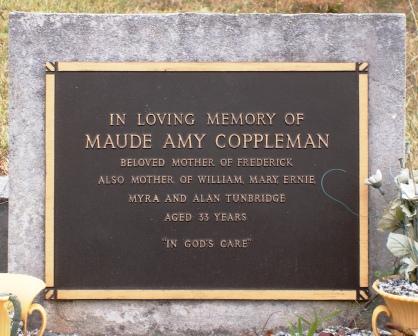 IN LOVING MEMORY OF
MAUDE AMY COPPLEMAN
BELOVED MOTHER OF FREDERICK
ALSO MOTHER OF WILLIAM, MARY, ERNIE,
MYRA AND ALAN TUNBRIDGE
AGED 33 YEARS
"IN GOD'S CARE"